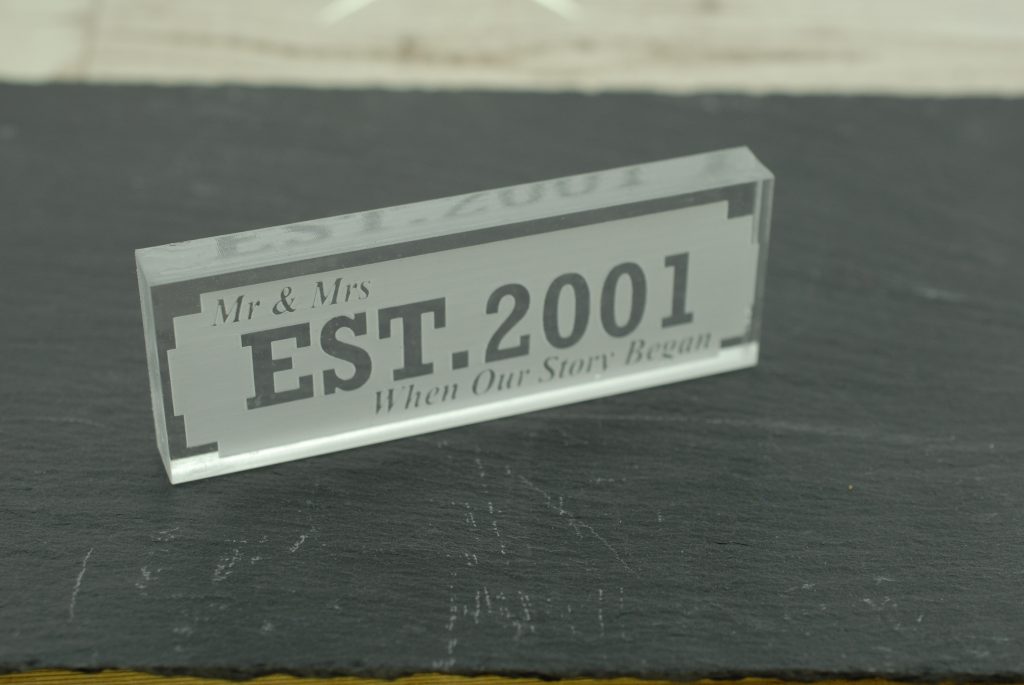 Mr & Mrs
EST.2001
When Our Story Began